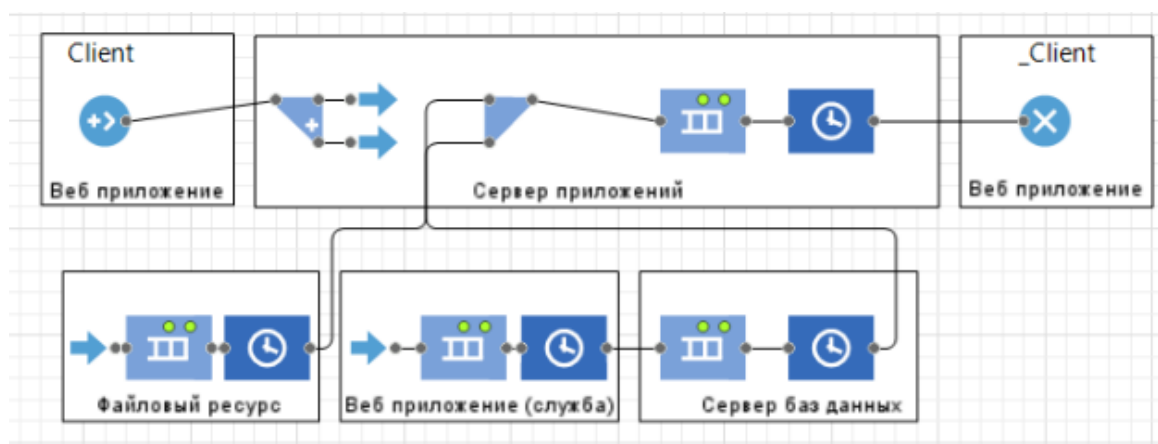 Client
Веб приложение
Сервер приложений
_Client
Веб приложение
Файловый ресурс
Веб приложение (служба)
Сервер баз данных